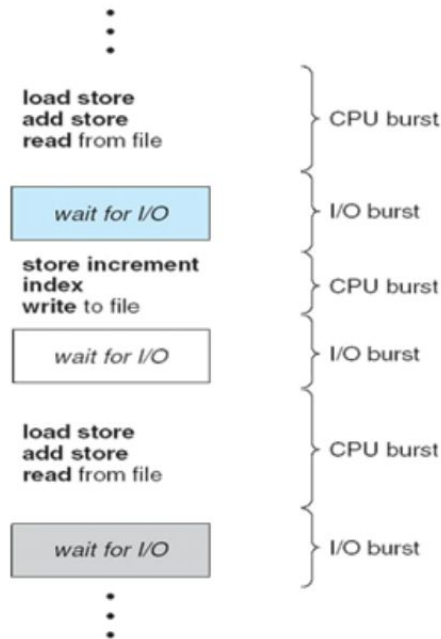 load store
add store
read from file
CPU burst
wait for I/O
I/O burst
store increment
index
write to file
CPU burst
wait for I/O
I/O burst
load store
add store
read from file
CPU burst
wait for I/O
I/O burst